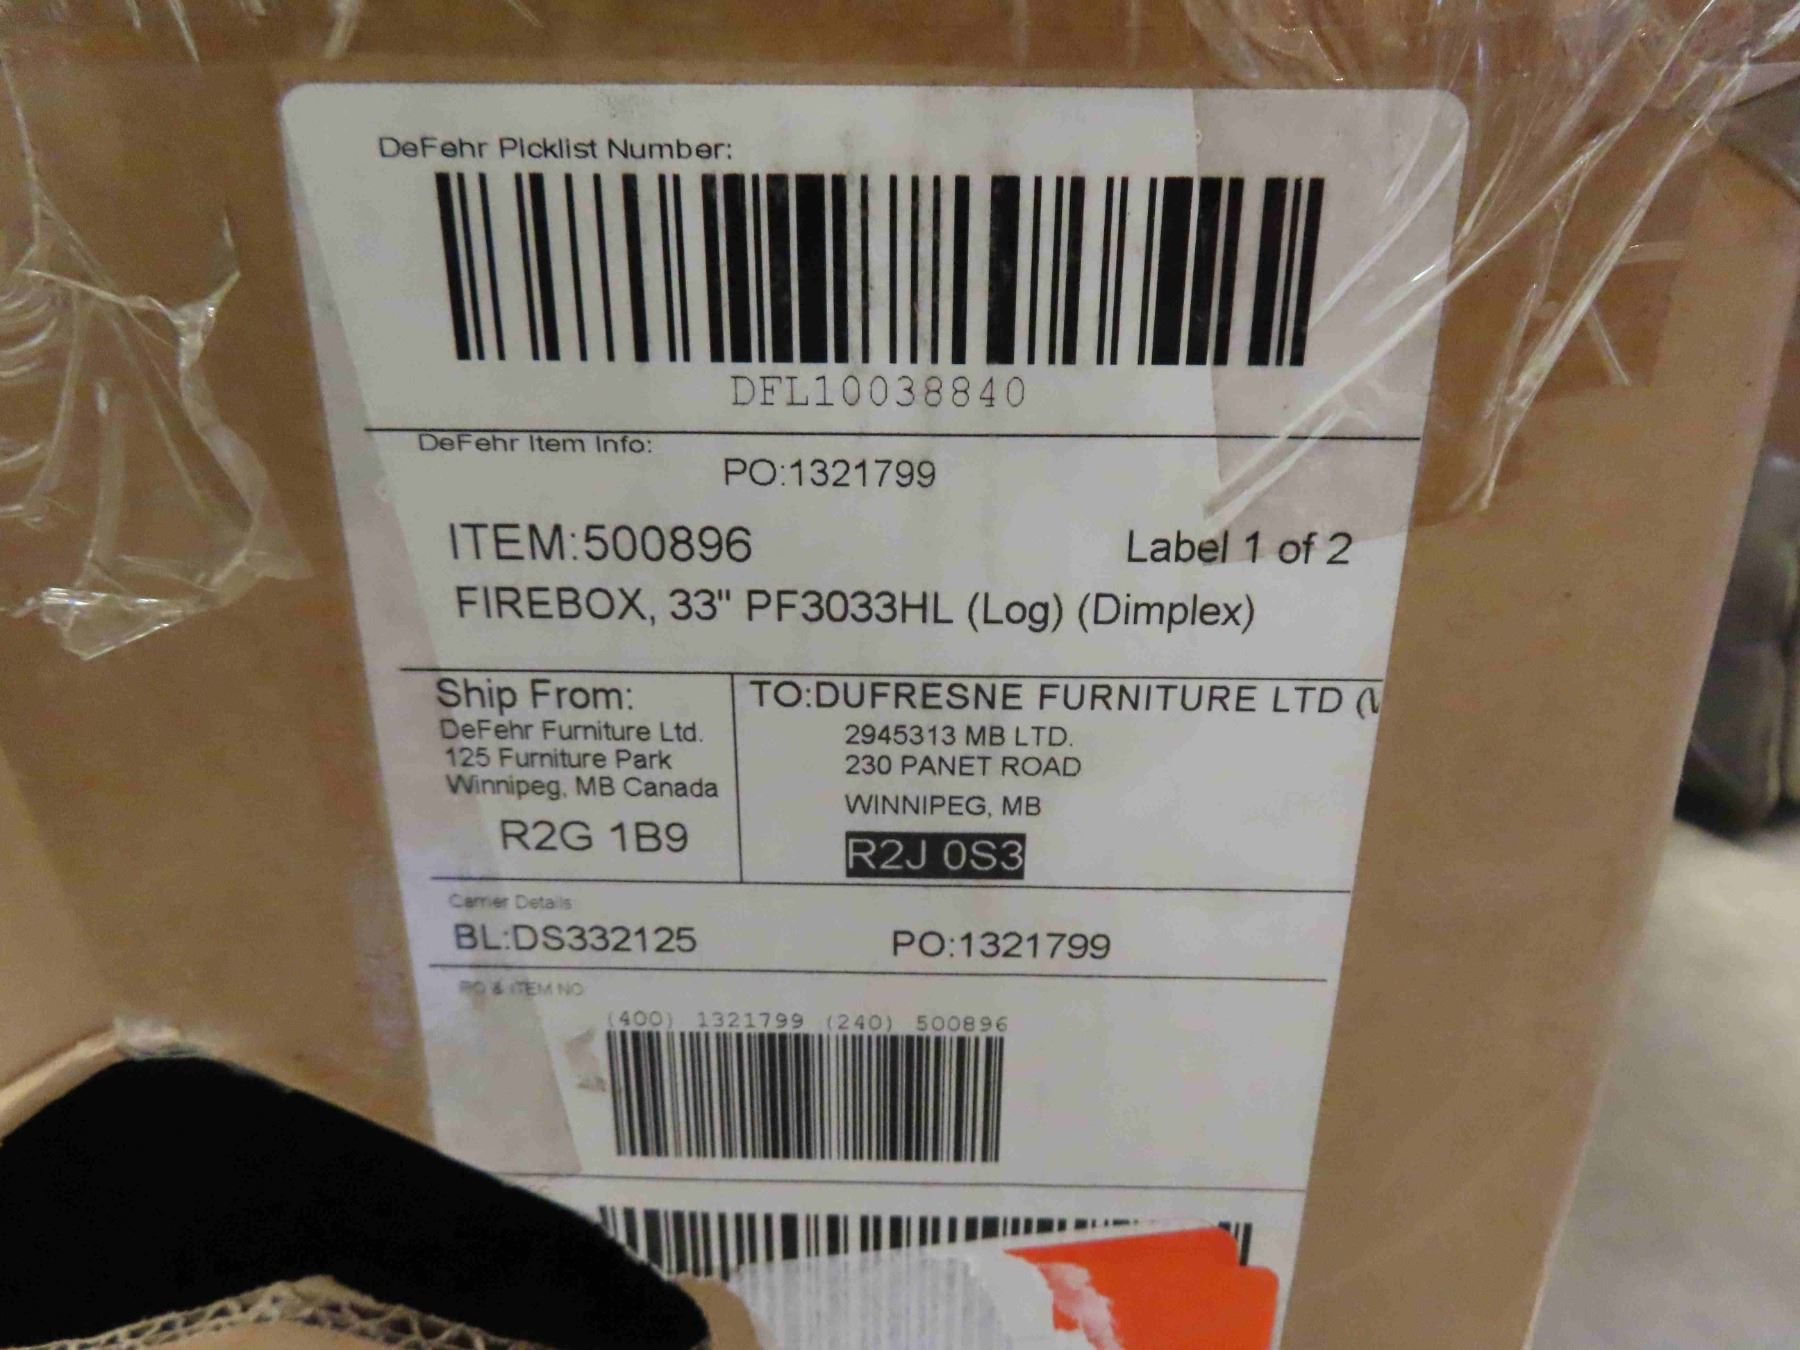 DeFehr Picklist Number:
DFL10038840
DeFehr Item Info:
PO:1321799
ITEM:500896 Label 1 of 2
FIREBOX, 33" PF3033HL (Log) (Dimplex)
Ship From:
DeFehr Furniture Ltd.
125 Furniture Park
Winnipeg, MB Canada
R2G 1B9
TO:DUFRESNE FURNITURE LTD (
2945313 MB LTD.
230 PANET ROAD
WINNIPEG, MB
R2J 0S3
Carrier Details
BL:DS332125 PO:1321799
PO & ITEM NO
(400) 1321799 (240) 500896